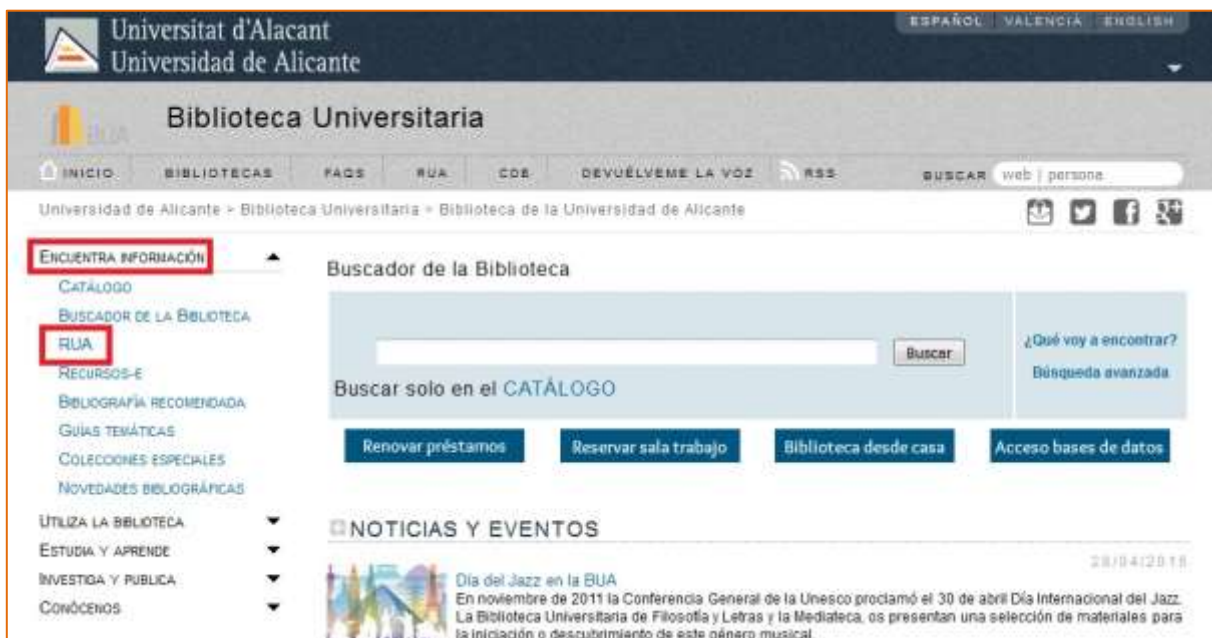 Universitat d'Alacant
Universidad de Alicante
ESPAÑOL VALENCIÀ ENGLISH
BUA
Biblioteca Universitaria
INICIO BIBLIOTECAS FAQS RUA CDE DEVUÉLVEME LA VOZ RSS BUSCAR web | persona
Universidad de Alicante > Biblioteca Universitaria > Biblioteca de la Universidad de Alicante
ENCUENTRA INFORMACIÓN
CATÁLOGO
BUSCADOR DE LA BIBLIOTECA
RUA
RECURSOS-E
BIBLIOGRAFÍA RECOMENDADA
GUÍAS TEMÁTICAS
COLECCIONES ESPECIALES
NOVEDADES BIBLIOGRÁFICAS
UTILIZA LA BIBLIOTECA
ESTUDIA Y APRENDE
INVESTIGA Y PUBLICA
CONÓCENOS
Buscador de la Biblioteca
Buscar
Buscar solo en el CATÁLOGO
¿Qué voy a encontrar?
Búsqueda avanzada
Renovar préstamos Reservar sala trabajo Biblioteca desde casa Acceso bases de datos
NOTICIAS Y EVENTOS
Día del Jazz en la BUA
En noviembre de 2011 la Conferencia General de la Unesco proclamó el 30 de abril Día Internacional del Jazz.
La Biblioteca Universitaria de Filosofía y Letras y la Mediateca, os presentan una selección de materiales para
la iniciación o descubrimiento de este género musical.